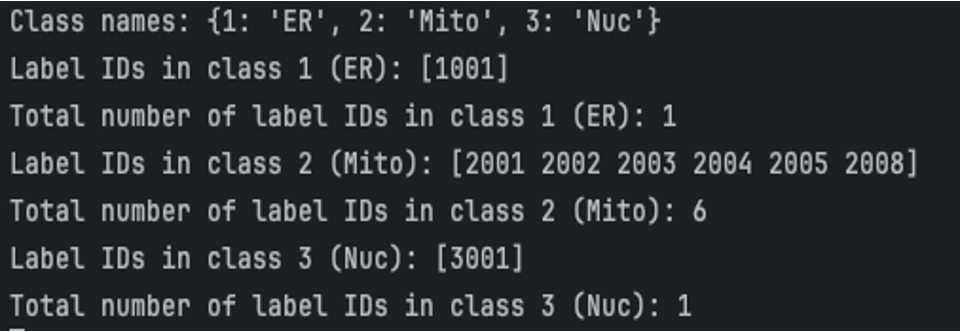 Class names: {1: 'ER', 2: 'Mito', 3: 'Nuc'}
Label IDs in class 1 (ER): [1001]
Total number of label IDs in class 1 (ER): 1
Label IDs in class 2 (Mito): [2001 2002 2003 2004 2005 2008]
Total number of label IDs in class 2 (Mito): 6
Label IDs in class 3 (Nuc): [3001]
Total number of label IDs in class 3 (Nuc): 1